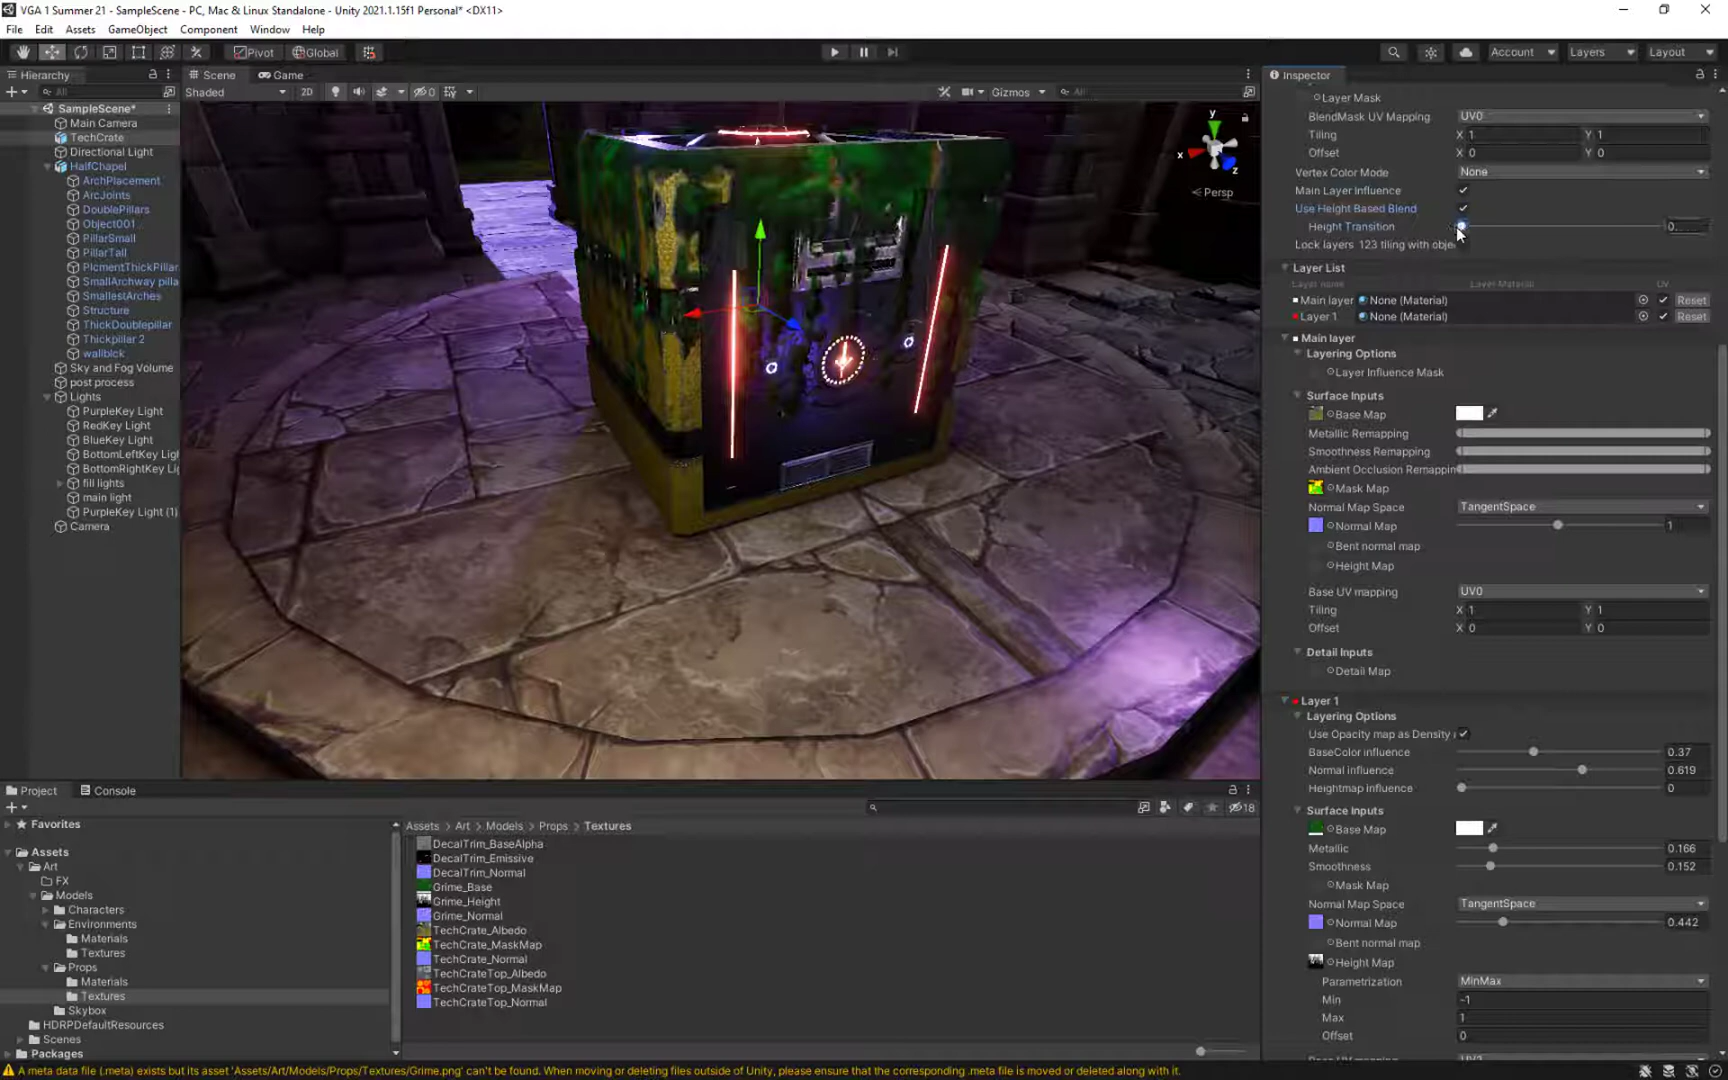 VGA 1 Summer 21 - SampleScene - PC, Mac & Linux Standalone - Unity 2021.1.15f1 Personal* <DX11>
File Edit Assets GameObject Component Window Help
Pivot Global Account Layers Layout
Hierarchy Scene Game Inspector
All Shaded 2D 0 Gizmos All
SampleScene*
Main Camera
TechCrate
Directional Light
HalfChapel
ArchPlacement
ArcJoints
DoublePillars
Object001
PillarSmall
PillarTall
PlcmentThickPillar
SmallArchway pilla
SmallestArches
Structure
ThickDoublepillar
Thickpillar 2
wallblck
Sky and Fog Volume
post process
Lights
PurpleKey Light
RedKey Light
BlueKey Light
BottomLeftKey Ligh
BottomRightKey Lig
fill lights
main light
PurpleKey Light (1)
Camera
y
x
z
Persp
Layer Mask
BlendMask UV Mapping UV0
Tiling X 1 Y 1
Offset X 0 Y 0
Vertex Color Mode None
Main Layer Influence
Use Height Based Blend
Height Transition 0.
Lock layers 123 tiling with obje
Layer List
Layer name Layer Material UV
Main layer None (Material) Reset
Layer 1 None (Material) Reset
Main layer
Layering Options
Layer Influence Mask
Surface Inputs
Base Map
Metallic Remapping
Smoothness Remapping
Ambient Occlusion Remappin
Mask Map
Normal Map Space TangentSpace
Normal Map 1
Bent normal map
Height Map
Base UV mapping UV0
Tiling X 1 Y 1
Offset X 0 Y 0
Detail Inputs
Detail Map
Layer 1
Layering Options
Use Opacity map as Density
BaseColor influence 0.37
Normal influence 0.619
Heightmap influence 0
Surface Inputs
Base Map
Metallic 0.166
Smoothness 0.152
Mask Map
Normal Map Space TangentSpace
Normal Map 0.442
Bent normal map
Height Map
Parametrization MinMax
Min -1
Max 1
Offset 0
Project Console
18
Favorites
Assets
Art
FX
Models
Characters
Environments
Materials
Textures
Props
Materials
Textures
Skybox
HDRPDefaultResources
Scenes
Packages
Assets > Art > Models > Props > Textures
DecalTrim_BaseAlpha
DecalTrim_Emissive
DecalTrim_Normal
Grime_Base
Grime_Height
Grime_Normal
TechCrate_Albedo
TechCrate_MaskMap
TechCrate_Normal
TechCrateTop_Albedo
TechCrateTop_MaskMap
TechCrateTop_Normal
A meta data file (.meta) exists but its asset 'Assets/Art/Models/Props/Textures/Grime.png' can't be found. When moving or deleting files outside of Unity, please ensure that the corresponding .meta file is moved or deleted along with it.